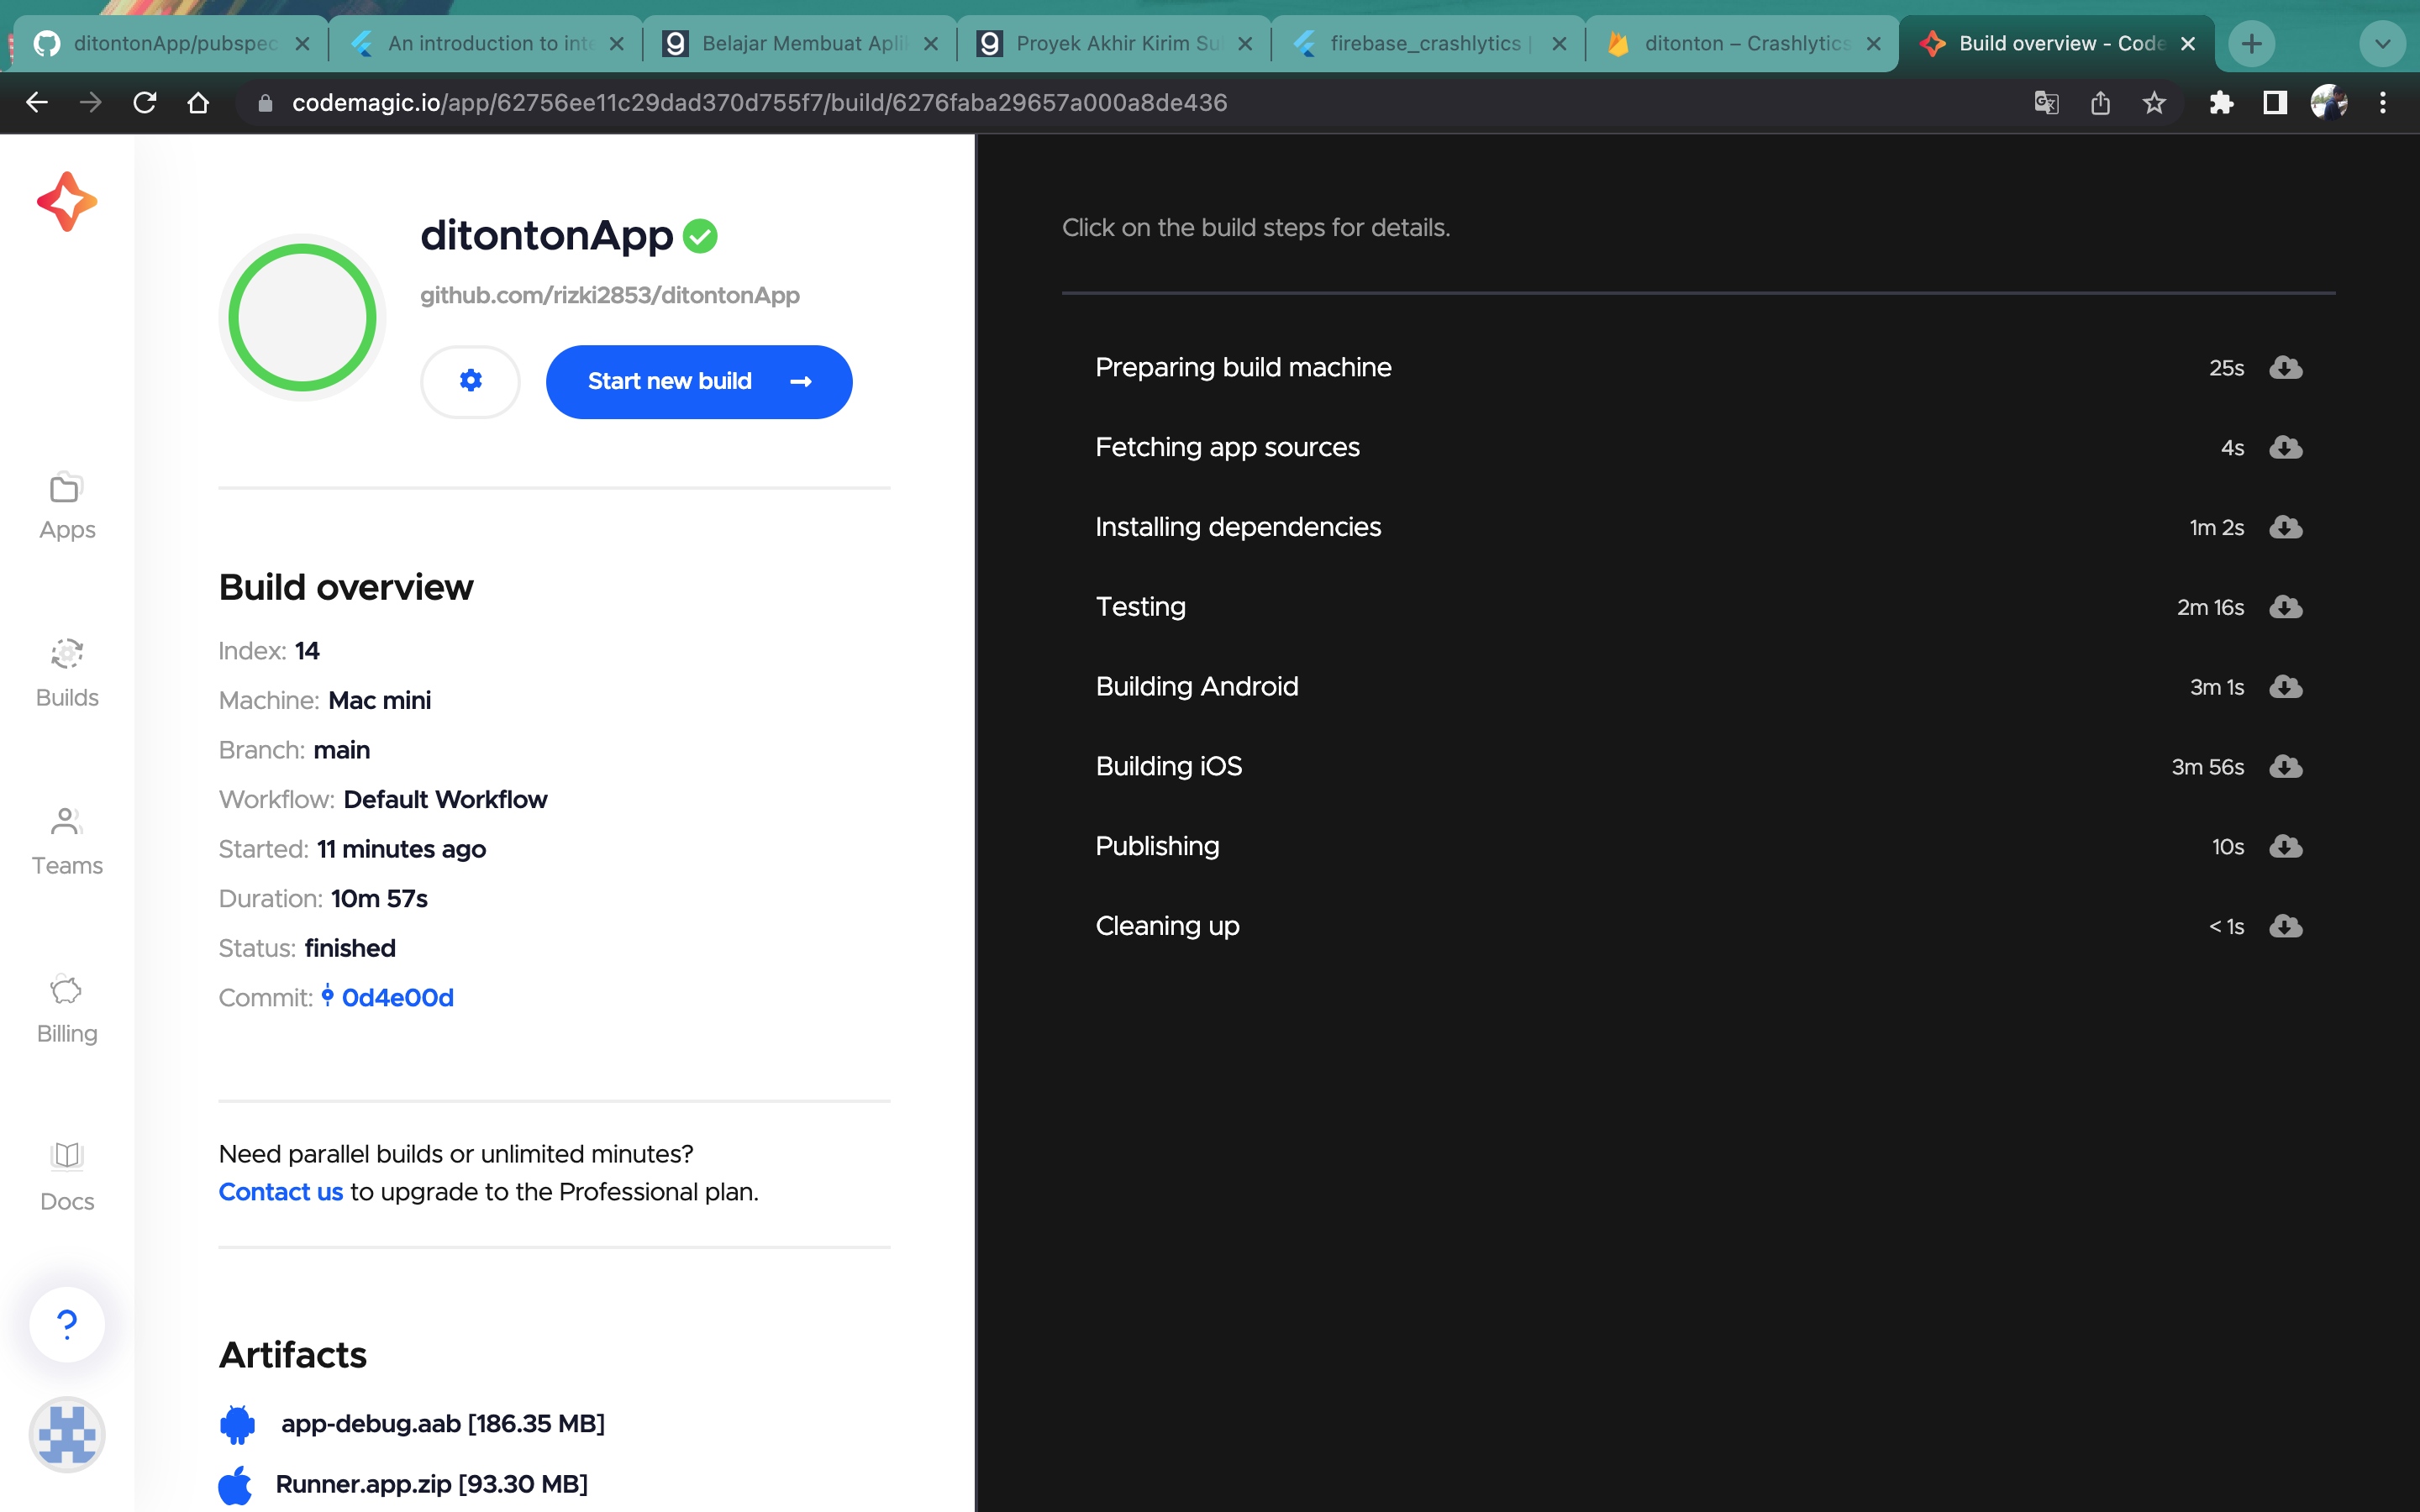 ditontonApp/pubspec
An introduction to inte
Belajar Membuat Apli
Proyek Akhir Kirim Su
firebase_crashlytics |
ditonton – Crashlytics
Build overview - Code
codemagic.io/app/62756ee11c29dad370d755f7/build/6276faba29657a000a8de436
Apps
Builds
Teams
Billing
Docs
?
ditontonApp
github.com/rizki2853/ditontonApp
Start new build
Build overview
Index: 14
Machine: Mac mini
Branch: main
Workflow: Default Workflow
Started: 11 minutes ago
Duration: 10m 57s
Status: finished
Commit: 0d4e00d
Need parallel builds or unlimited minutes?
Contact us to upgrade to the Professional plan.
Artifacts
app-debug.aab [186.35 MB]
Runner.app.zip [93.30 MB]
Click on the build steps for details.
Preparing build machine 25s
Fetching app sources 4s
Installing dependencies 1m 2s
Testing 2m 16s
Building Android 3m 1s
Building iOS 3m 56s
Publishing 10s
Cleaning up < 1s